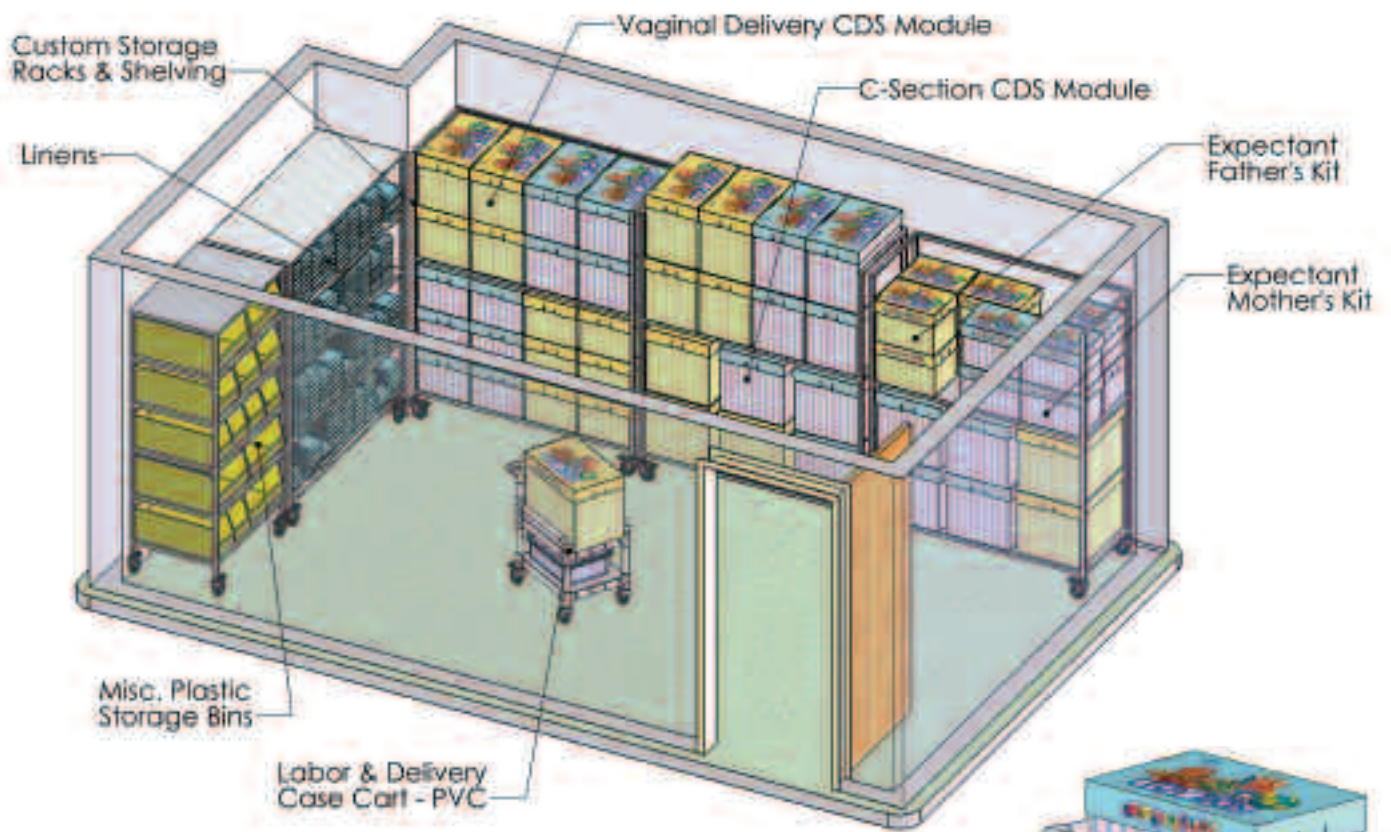 Vaginal Delivery CDS Module
Custom Storage
Racks & Shelving
C-Section CDS Module
Linens
Expectant
Father's Kit
Expectant
Mother's Kit
Misc. Plastic
Storage Bins
Labor & Delivery
Case Cart - PVC